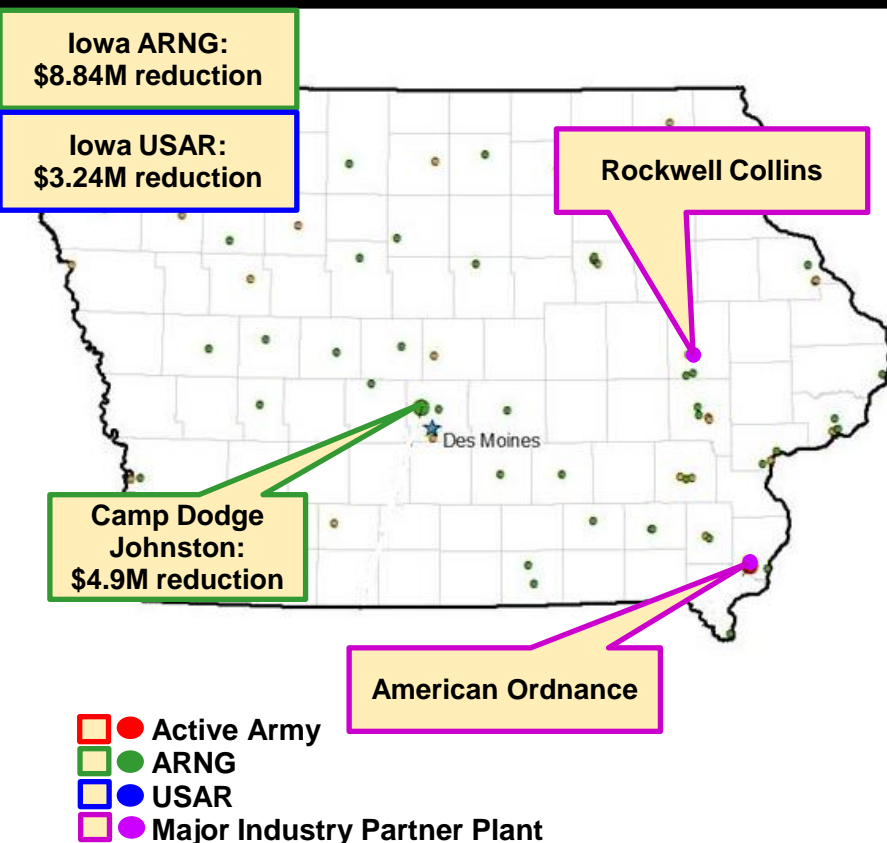 Iowa ARNG:
$8.84M reduction
Iowa USAR:
$3.24M reduction
Rockwell Collins
Des Moines
Camp Dodge
Johnston:
$4.9M reduction
American Ordnance
Active Army
ARNG
USAR
Major Industry Partner Plant